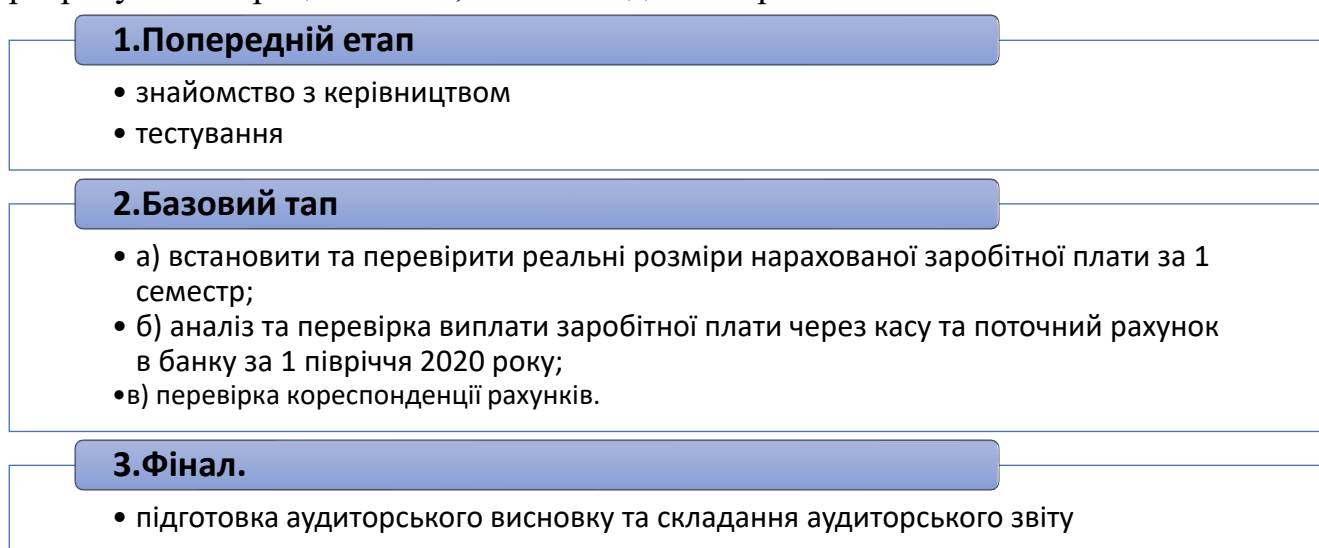 1.Попередній етап
• знайомство з керівництвом
• тестування
2.Базовий тап
• а) встановити та перевірити реальні розміри нарахованої заробітної плати за 1
семестр;
• б) аналіз та перевірка виплати заробітної плати через касу та поточний рахунок
в банку за 1 півріччя 2020 року;
•в) перевірка кореспонденції рахунків.
3.Фінал.
• підготовка аудиторського висновку та складання аудиторського звіту